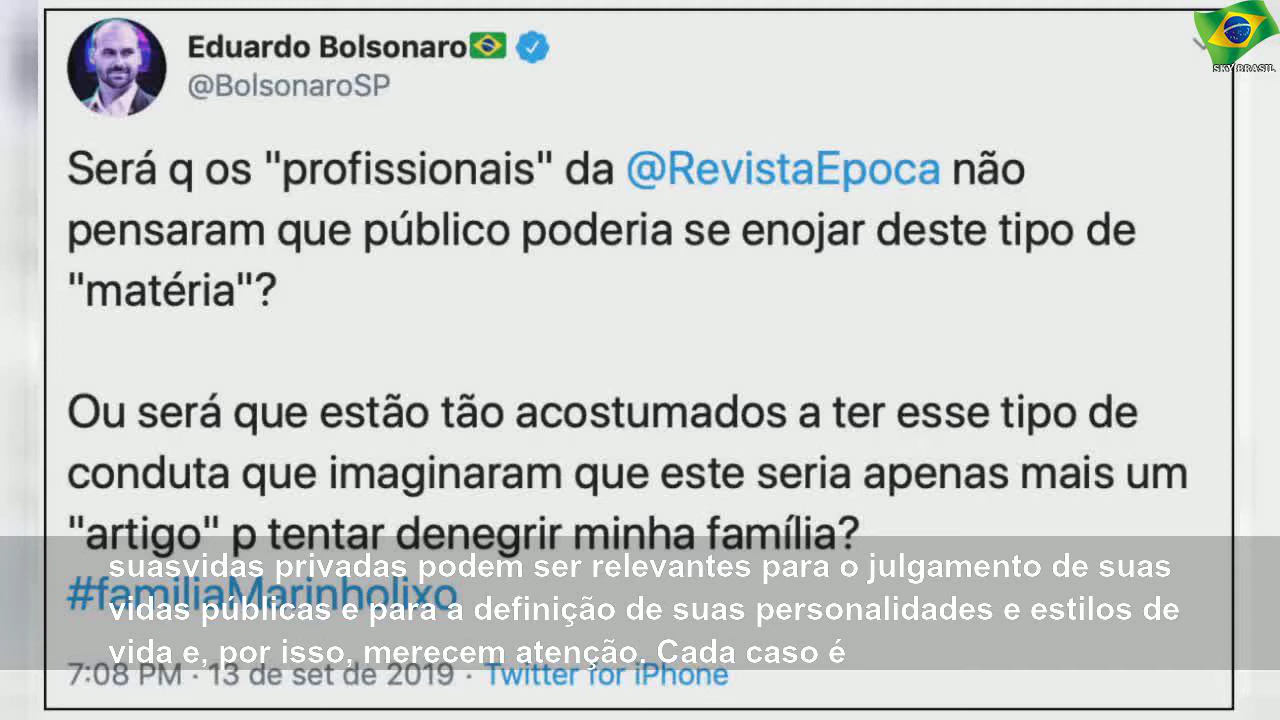 Eduardo Bolsonaro
@BolsonaroSP
SKY BRASIL
Será q os "profissionais" da @RevistaEpoca não
pensaram que público poderia se enojar deste tipo de
"matéria"?
Ou será que estão tão acostumados a ter esse tipo de
conduta que imaginaram que este seria apenas mais um
"artigo" p tentar denegrir minha família?
#familiaMarinholixo
suasvidas privadas podem ser relevantes para o julgamento de suas
vidas públicas e para a definição de suas personalidades e estilos de
vida e, por isso, merecem atenção. Cada caso é
7:08 PM · 13 de set de 2019 · Twitter for iPhone